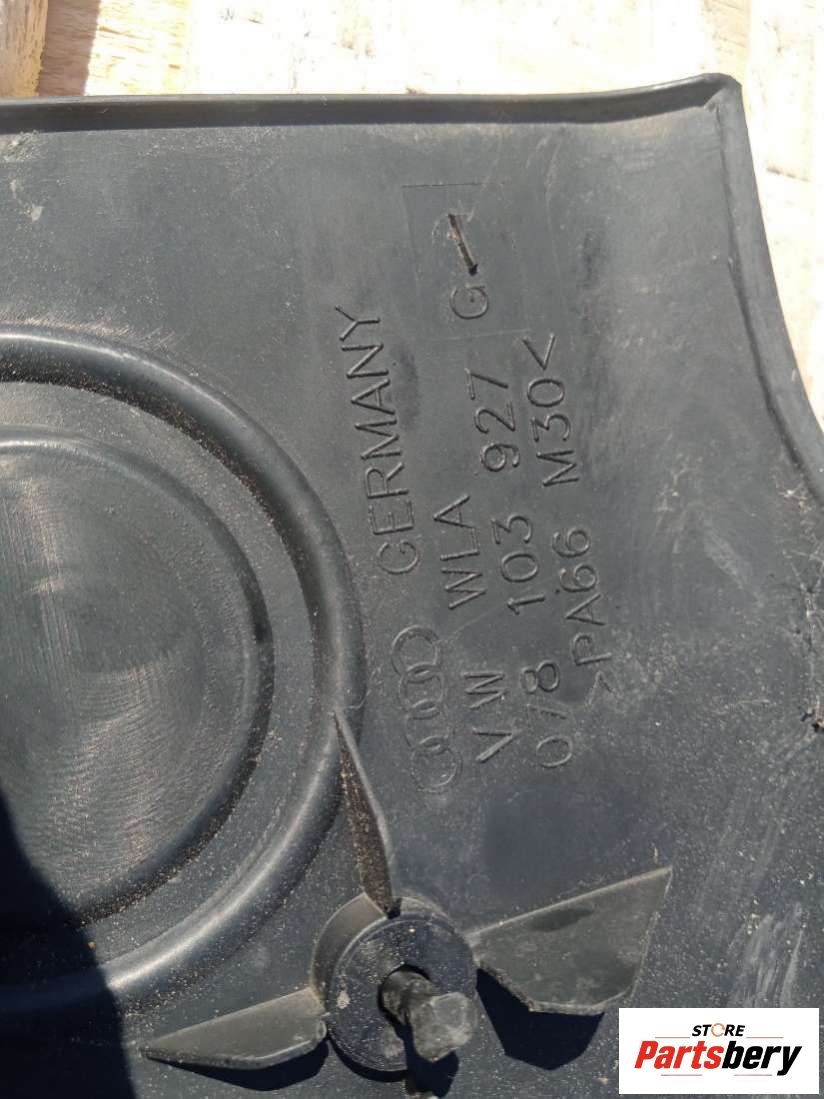 GERMANY
VW WLA
078 103 927 G
>PA66 M30<
STORE
Partsbery